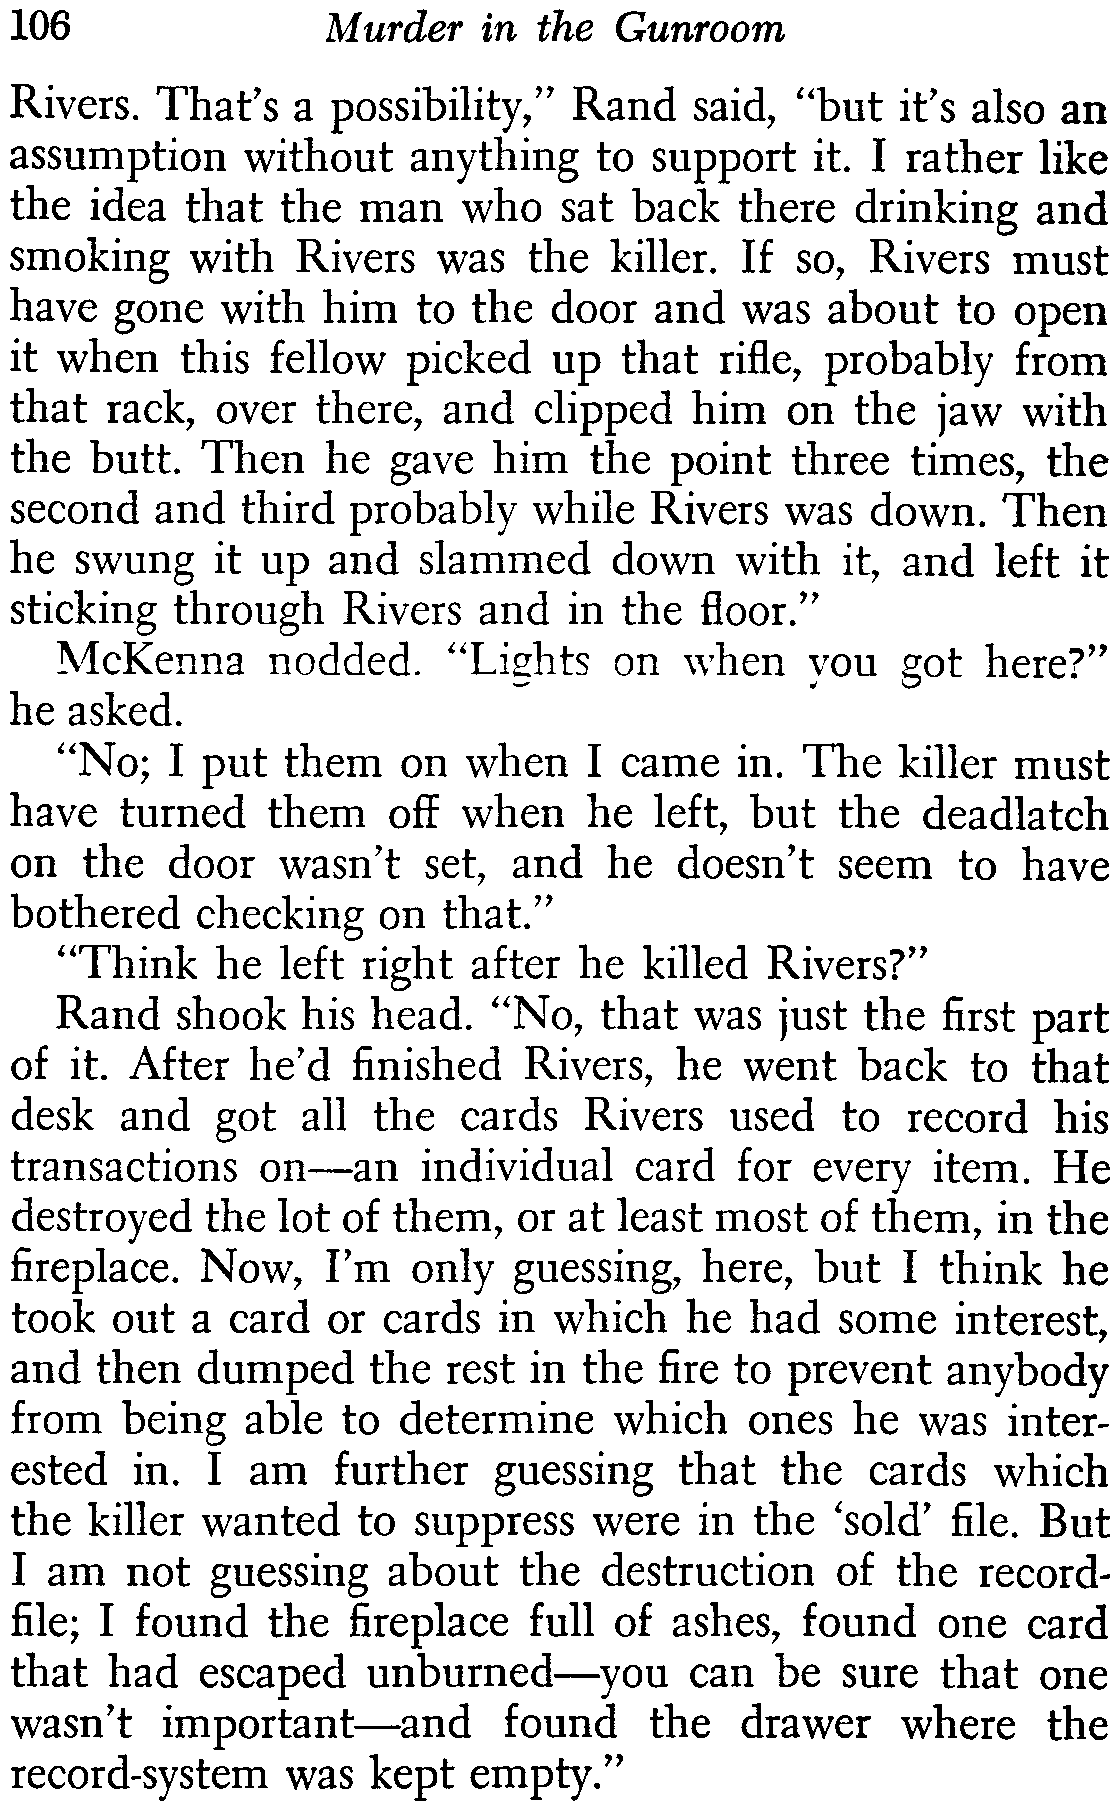 106 Murder in the Gunroom
Rivers. That's a possibility," Rand said, "but it's also an
assumption without anything to support it. I rather like
the idea that the man who sat back there drinking and
smoking with Rivers was the killer. If so, Rivers must
have gone with him to the door and was about to open
it when this fellow picked up that rifle, probably from
that rack, over there, and clipped him on the jaw with
the butt. Then he gave him the point three times, the
second and third probably while Rivers was down. Then
he swung it up and slammed down with it, and left it
sticking through Rivers and in the floor."
McKenna nodded. "Lights on when you got here?"
he asked.
"No; I put them on when I came in. The killer must
have turned them off when he left, but the deadlatch
on the door wasn't set, and he doesn't seem to have
bothered checking on that."
"Think he left right after he killed Rivers?"
Rand shook his head. "No, that was just the first part
of it. After he'd finished Rivers, he went back to that
desk and got all the cards Rivers used to record his
transactions on—an individual card for every item. He
destroyed the lot of them, or at least most of them, in the
fireplace. Now, I'm only guessing, here, but I think he
took out a card or cards in which he had some interest,
and then dumped the rest in the fire to prevent anybody
from being able to determine which ones he was inter-
ested in. I am further guessing that the cards which
the killer wanted to suppress were in the 'sold' file. But
I am not guessing about the destruction of the record-
file; I found the fireplace full of ashes, found one card
that had escaped unburned—you can be sure that one
wasn't important—and found the drawer where the
record-system was kept empty."